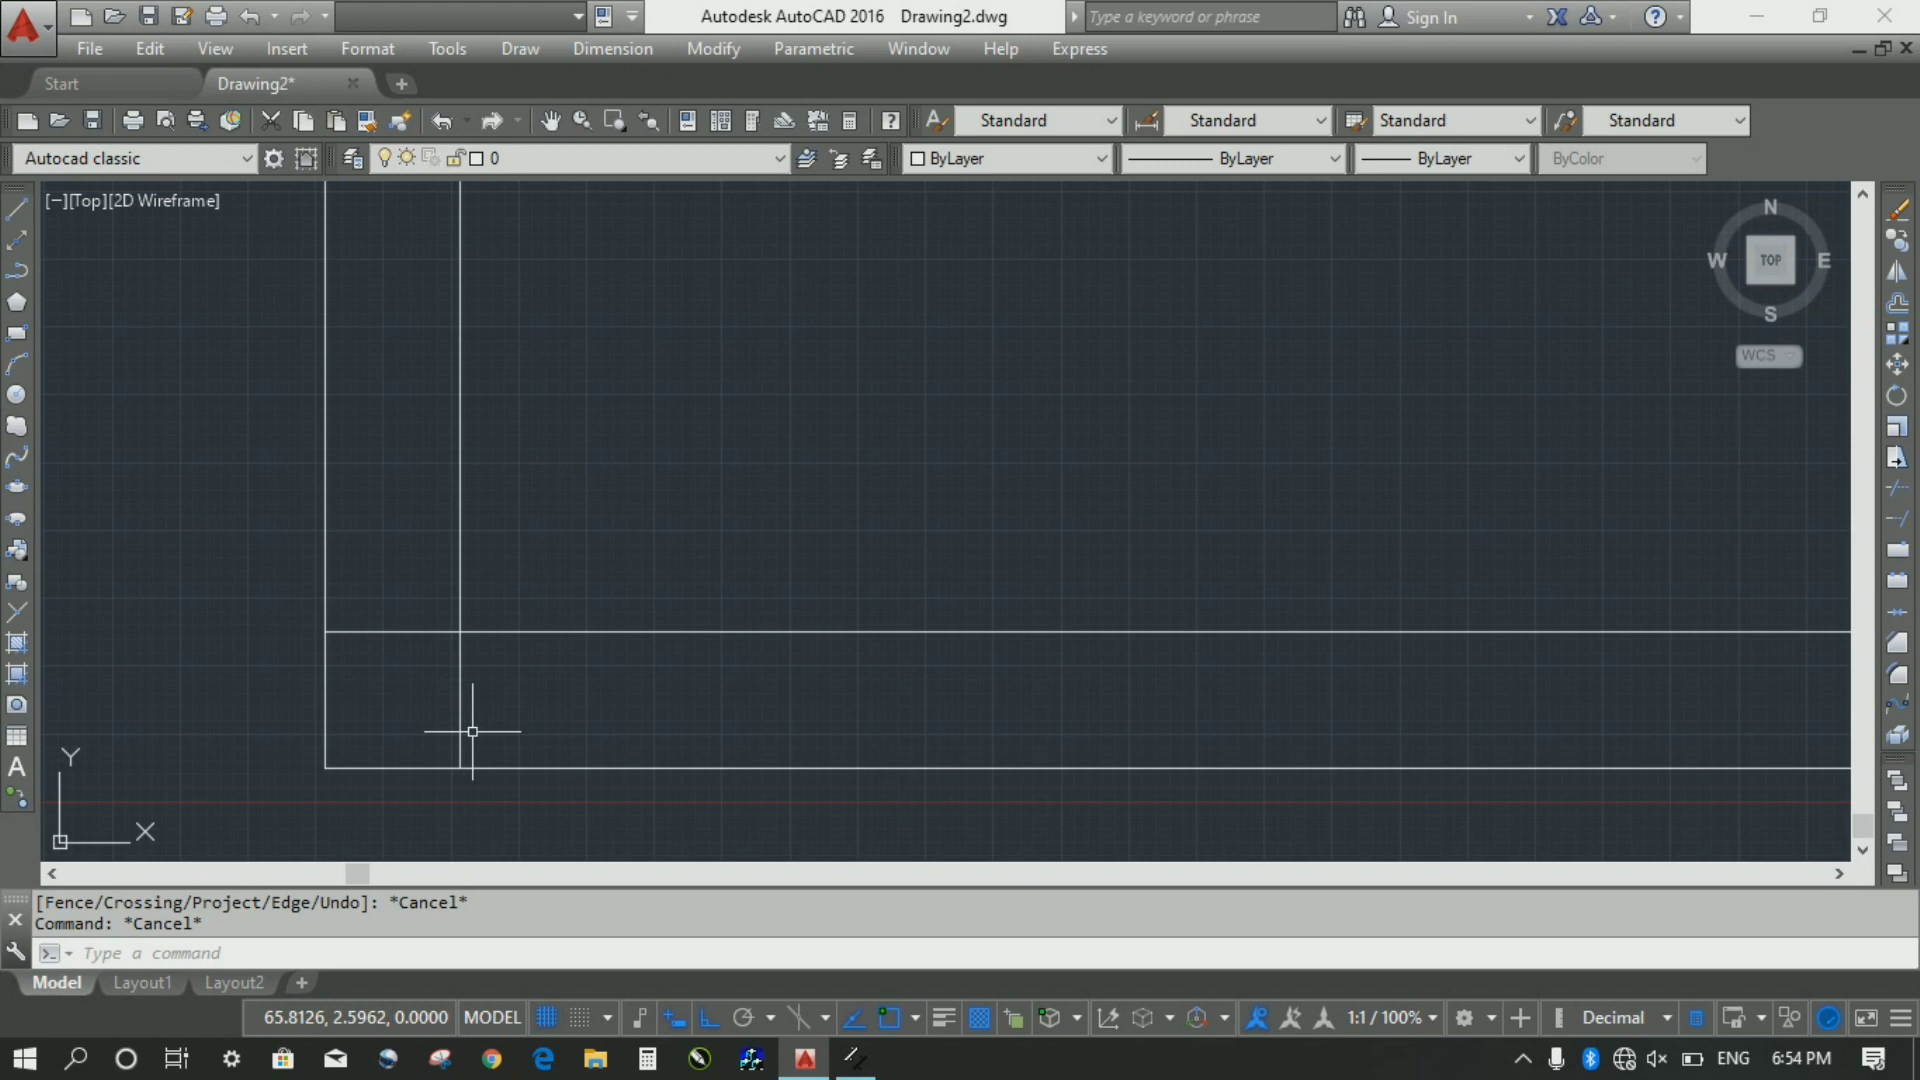 Autodesk AutoCAD 2016 Drawing2.dwg
Type a keyword or phrase
Sign In
File Edit View Insert Format Tools Draw Dimension Modify Parametric Window Help Express
Start
Drawing2*
Standard Standard Standard Standard
Autocad classic
0
ByLayer
ByLayer
ByLayer
ByColor
[−][Top][2D Wireframe]
N
W TOP E
S
WCS
Y
X
[Fence/Crossing/Project/Edge/Undo]: *Cancel*
Command: *Cancel*
Type a command
Model Layout1 Layout2 +
65.8126, 2.5962, 0.0000 MODEL 1:1 / 100% Decimal
ENG 6:54 PM